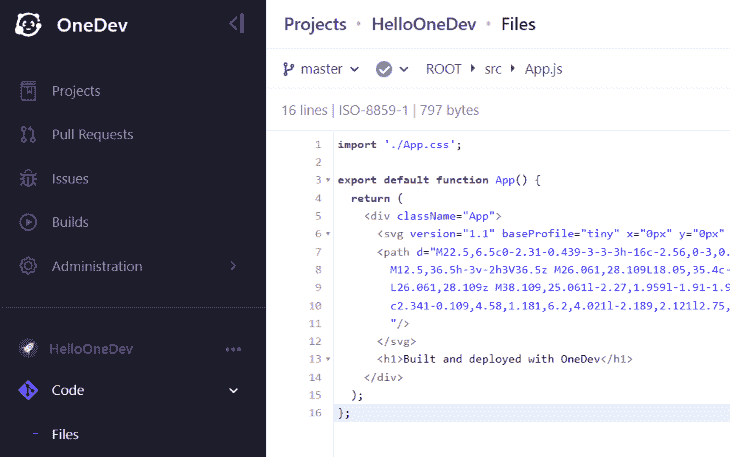 OneDev
Projects
Pull Requests
Issues
Builds
Administration
HelloOneDev
Code
Files
Projects • HelloOneDev • Files
master ROOT src App.js
16 lines | ISO-8859-1 | 797 bytes
1 import './App.css';
2
3 export default function App() {
4 return (
5 <div className="App">
6 <svg version="1.1" baseProfile="tiny" x="0px" y="0px"
7 <path d="M22.5,6.5c0-2.31-0.439-3-3-3h-16c-2.56,0-3,0.
8 M12.5,36.5h-3v-2h3V36.5z M26.061,28.109L18.05,35.4c-
9 L26.061,28.109z M38.109,25.061l-2.27,1.959l-1.91-1.9
10 c2.341-0.109,4.58,1.181,6.2,4.021l-2.189,2.121l2.75,
11 "/>
12 </svg>
13 <h1>Built and deployed with OneDev</h1>
14 </div>
15 );
16 };